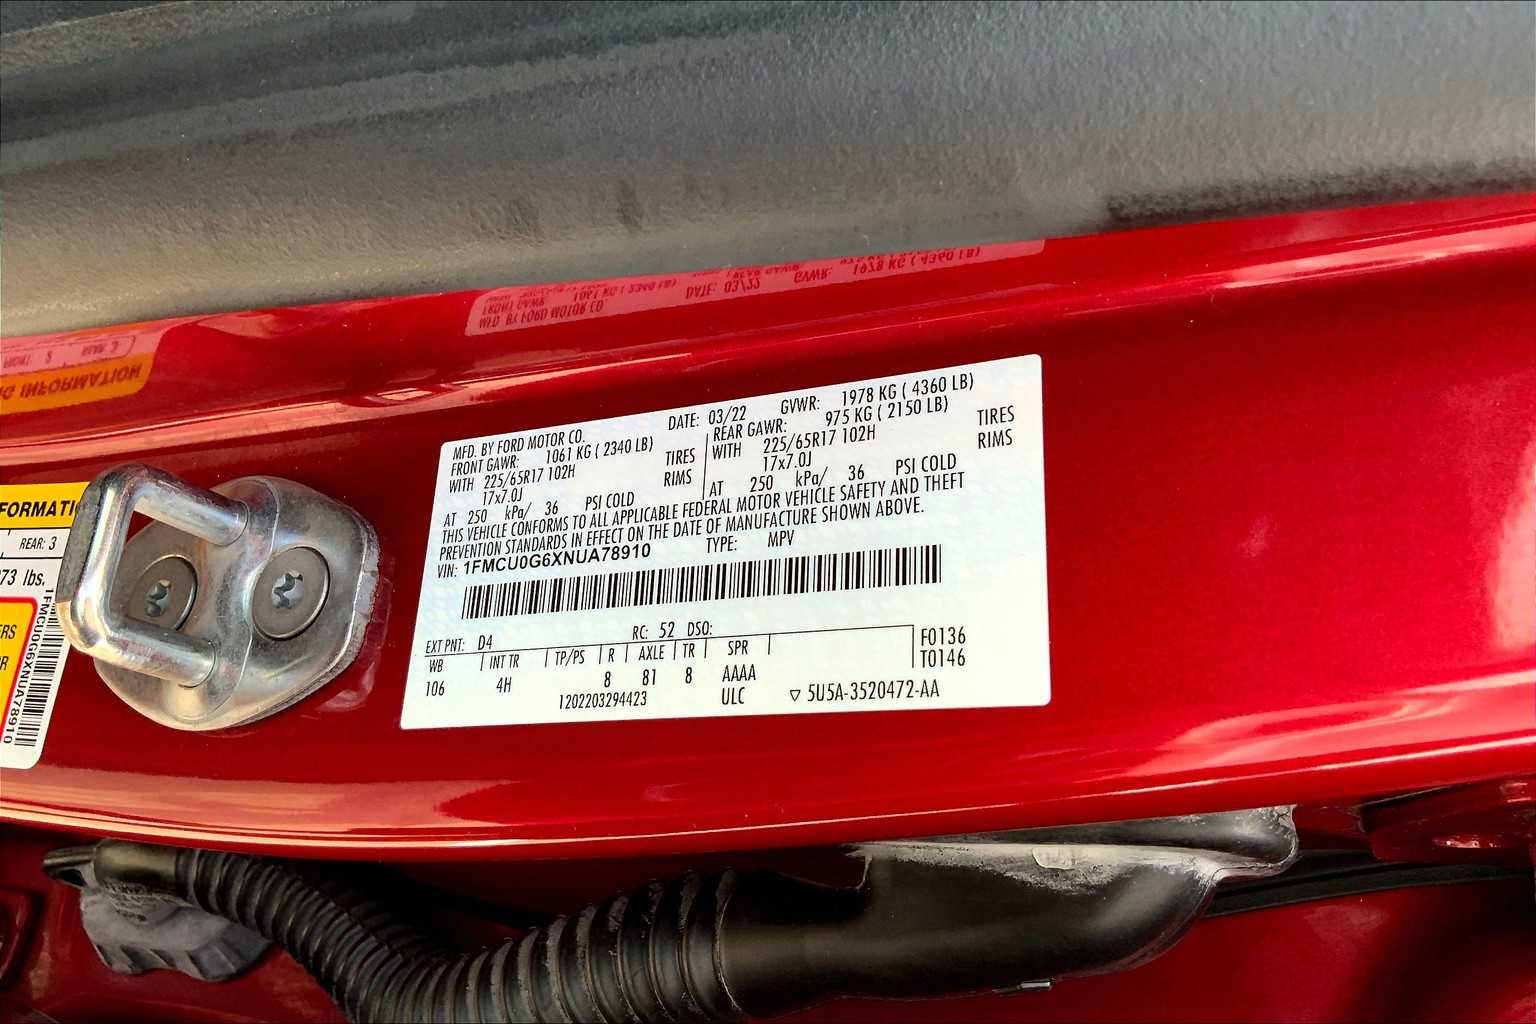 MFD. BY FORD MOTOR CO.
DATE: 03/22
GVWR: 1978 KG ( 4360 LB)
FRONT GAWR: 1061 KG ( 2340 LB)
WITH 225/65R17 102H TIRES
17x7.0J RIMS
AT 250 kPa/ 36 PSI COLD
REAR GAWR: 975 KG ( 2150 LB)
WITH 225/65R17 102H TIRES
17x7.0J RIMS
AT 250 kPa/ 36 PSI COLD
THIS VEHICLE CONFORMS TO ALL APPLICABLE FEDERAL MOTOR VEHICLE SAFETY AND THEFT
PREVENTION STANDARDS IN EFFECT ON THE DATE OF MANUFACTURE SHOWN ABOVE.
VIN: 1FMCU0G6XNUA78910 TYPE: MPV
EXT PNT: D4 RC: 52 DSO:
WB INT TR TP/PS R AXLE TR SPR
106 4H 8 81 8 AAAA
1202203294423 ULC
F0136
T0146
▽ 5U5A-3520472-AA
REAR: 3
lbs.
1FMCU0G6XNUA78910